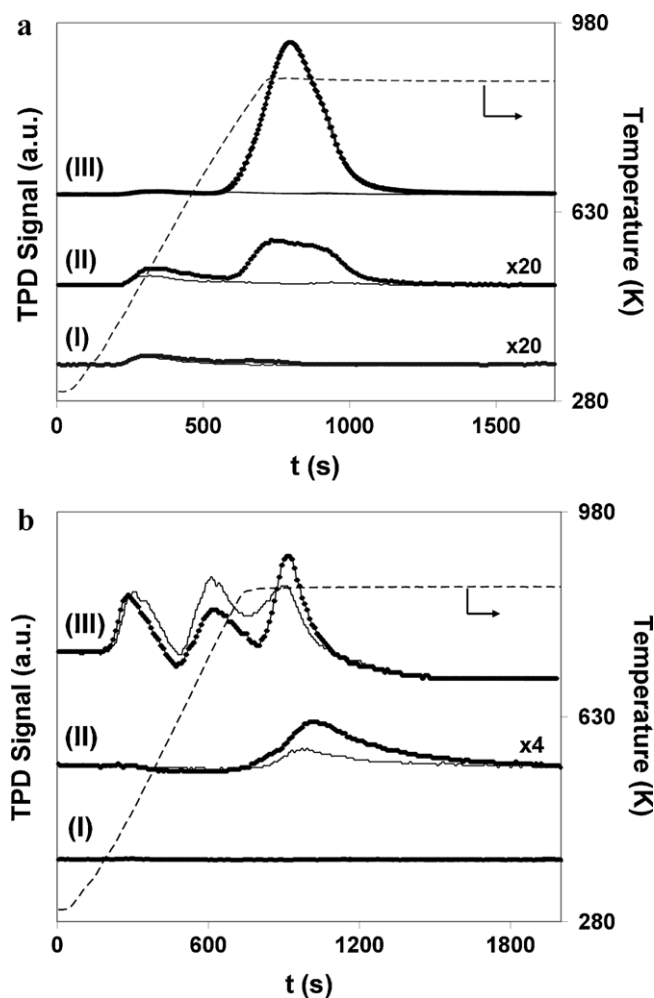 a
980
630
280
TPD Signal (a.u.)
Temperature (K)
(III)
(II)
x20
(I)
x20
0
500
1000
1500
t (s)
b
980
630
280
TPD Signal (a.u.)
Temperature (K)
(III)
(II)
x4
(I)
0
600
1200
1800
t (s)